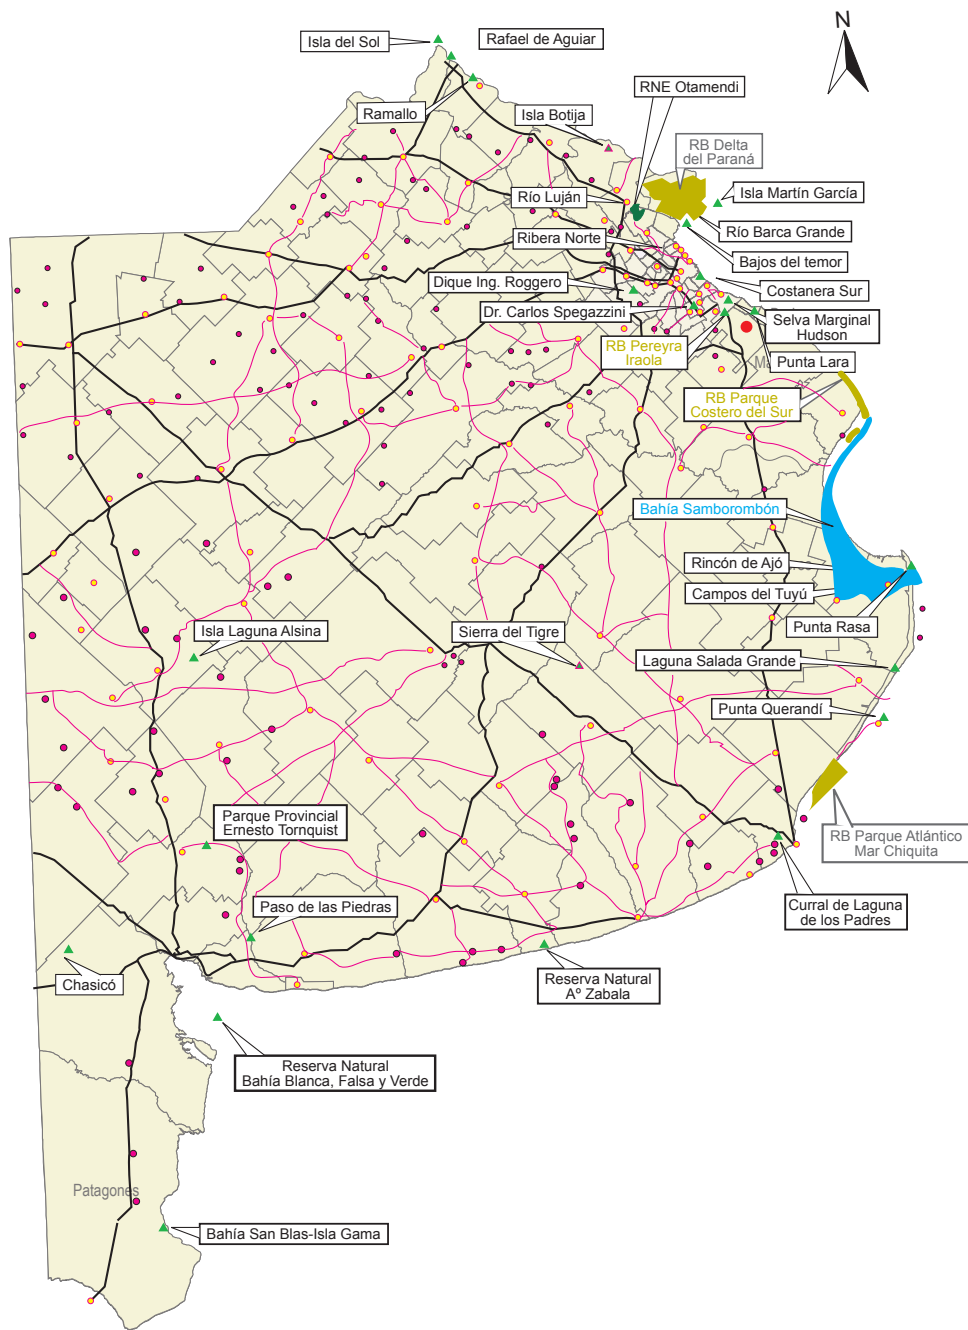 N
Isla del Sol
Rafael de Aguiar
RNE Otamendi
Ramallo
Isla Botija
RB Delta
del Paraná
Isla Martín García
Río Luján
Río Barca Grande
Ribera Norte
Bajos del temor
Dique Ing. Roggero
Costanera Sur
Dr. Carlos Spegazzini
Selva Marginal
Hudson
RB Pereyra
Iraola
Punta Lara
RB Parque
Costero del Sur
Bahía Samborombón
Rincón de Ajó
Campos del Tuyú
Punta Rasa
Isla Laguna Alsina
Sierra del Tigre
Laguna Salada Grande
Punta Querandí
Parque Provincial
Ernesto Tornquist
RB Parque Atlántico
Mar Chiquita
Paso de las Piedras
Curral de Laguna
de los Padres
Chasicó
Reserva Natural
Aº Zabala
Reserva Natural
Bahía Blanca, Falsa y Verde
Patagones
Bahía San Blas-Isla Gama